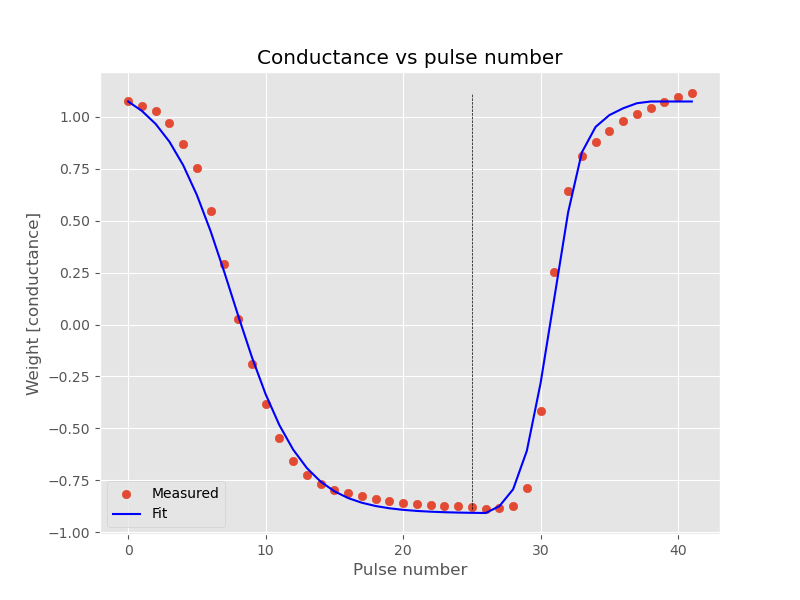 Conductance vs pulse number
Weight [conductance]
1.00
0.75
0.50
0.25
0.00
−0.25
−0.50
−0.75
−1.00
Measured
Fit
0 10 20 30 40
Pulse number